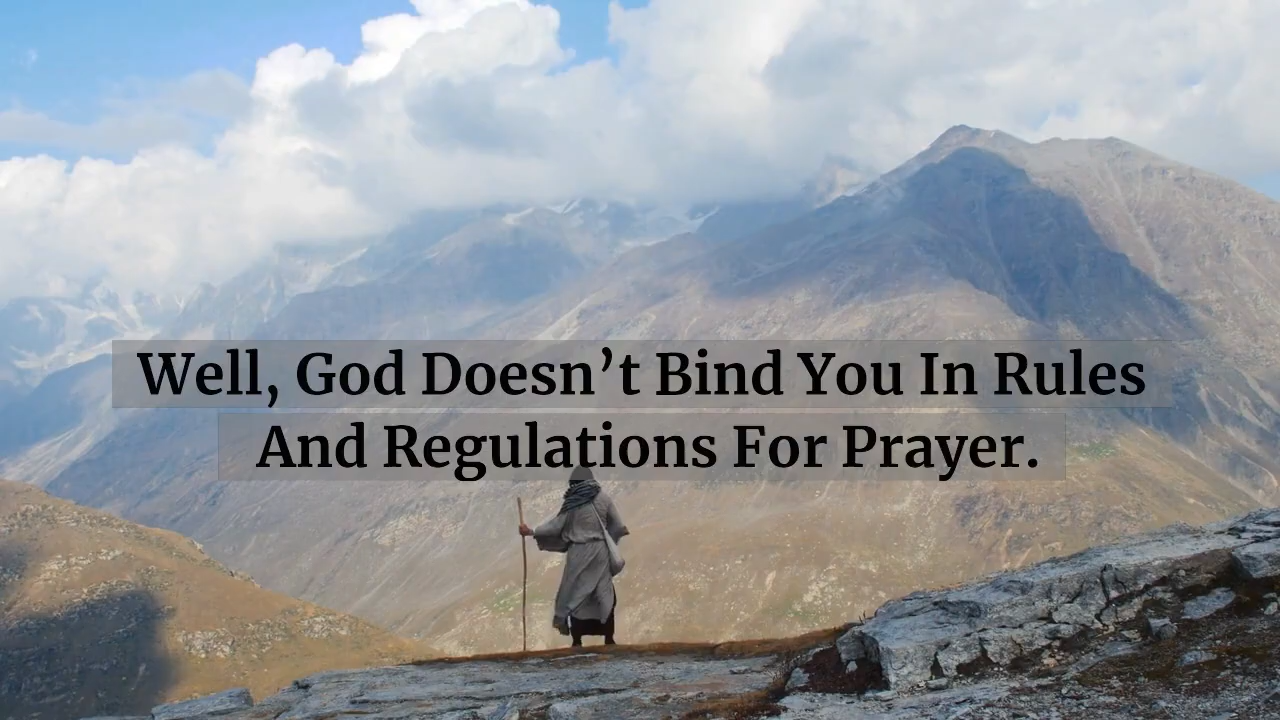 Well, God Doesn’t Bind You In Rules
And Regulations For Prayer.